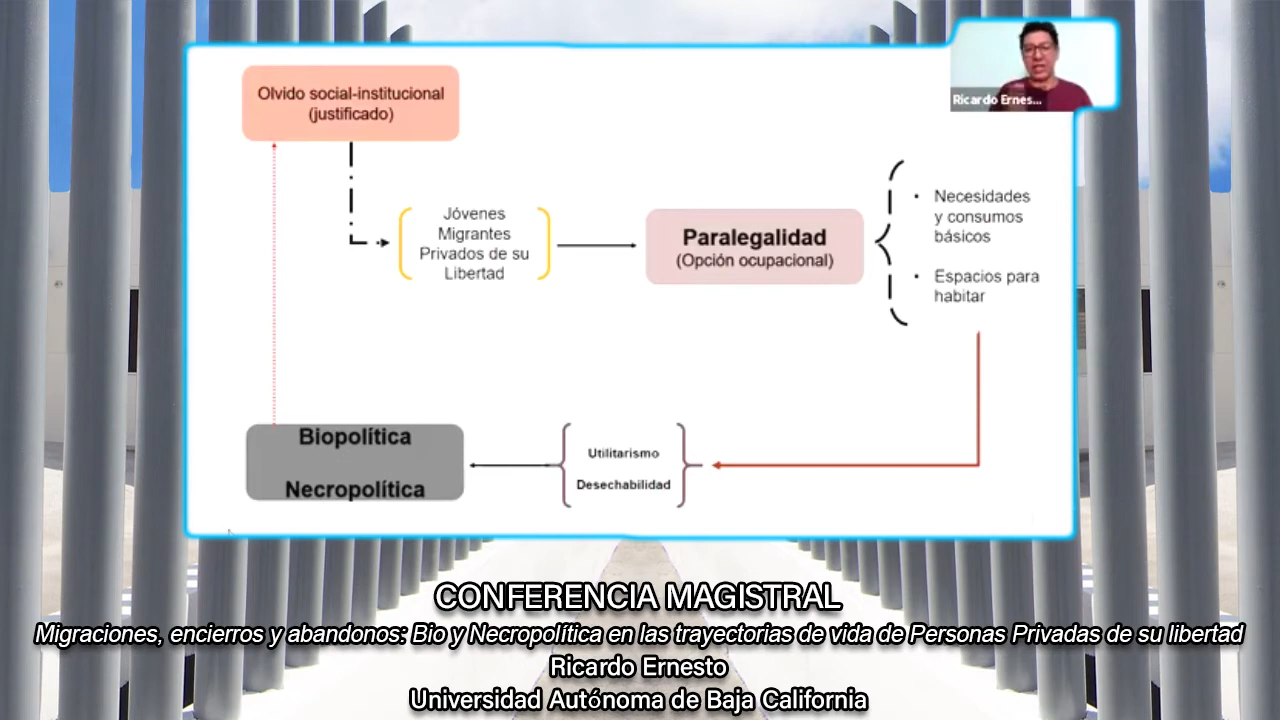 Olvido social-institucional
(justificado)
Ricardo Ernes...
Jóvenes
Migrantes
Privados de su
Libertad
Paralegalidad
(Opción ocupacional)
• Necesidades
y consumos
básicos
• Espacios para
habitar
Biopolítica
Necropolítica
Utilitarismo
Desechabilidad
CONFERENCIA MAGISTRAL
Migraciones, encierros y abandonos: Bio y Necropolítica en las trayectorias de vida de Personas Privadas de su libertad
Ricardo Ernesto
Universidad Autónoma de Baja California